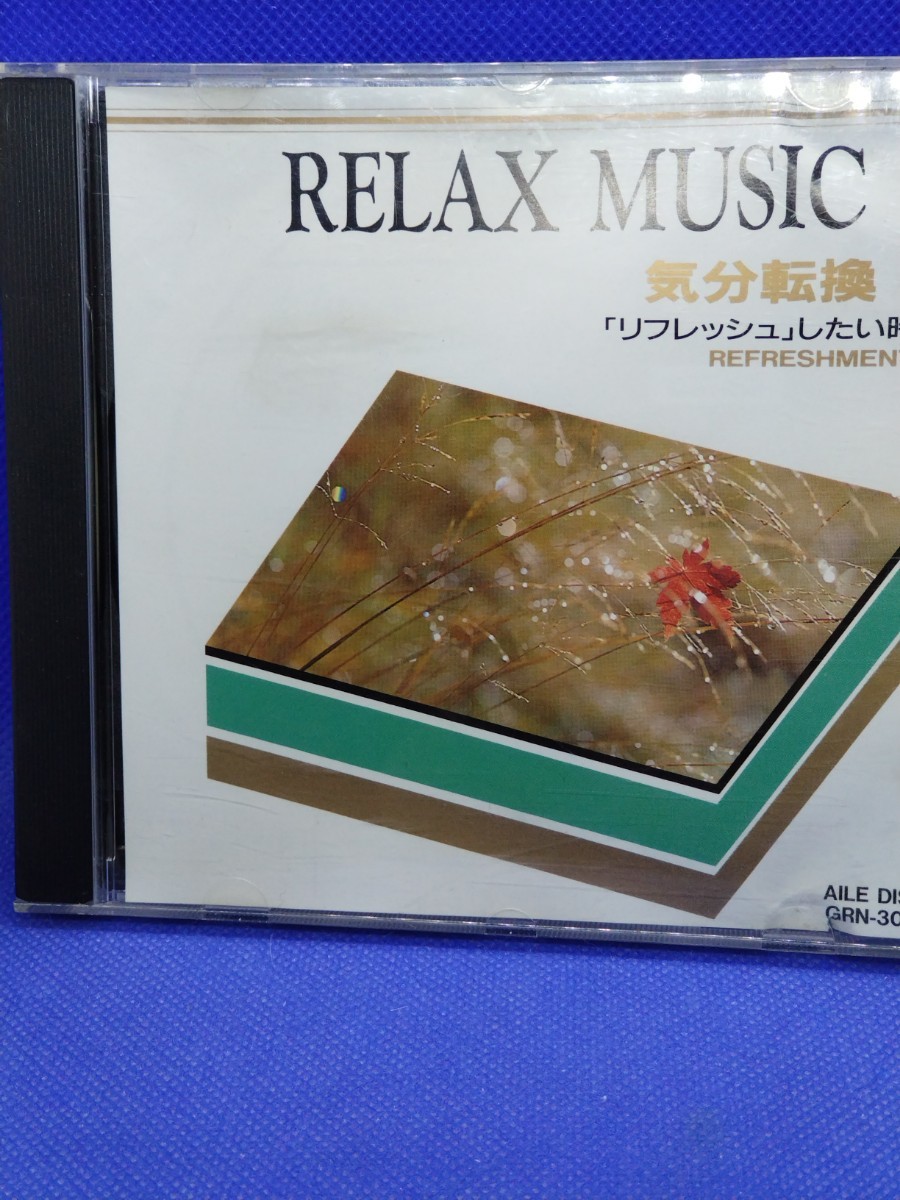 RELAX MUSIC
気分転換
「リフレッシュ」したい時
REFRESHMENT
AILE DIS
GRN-30